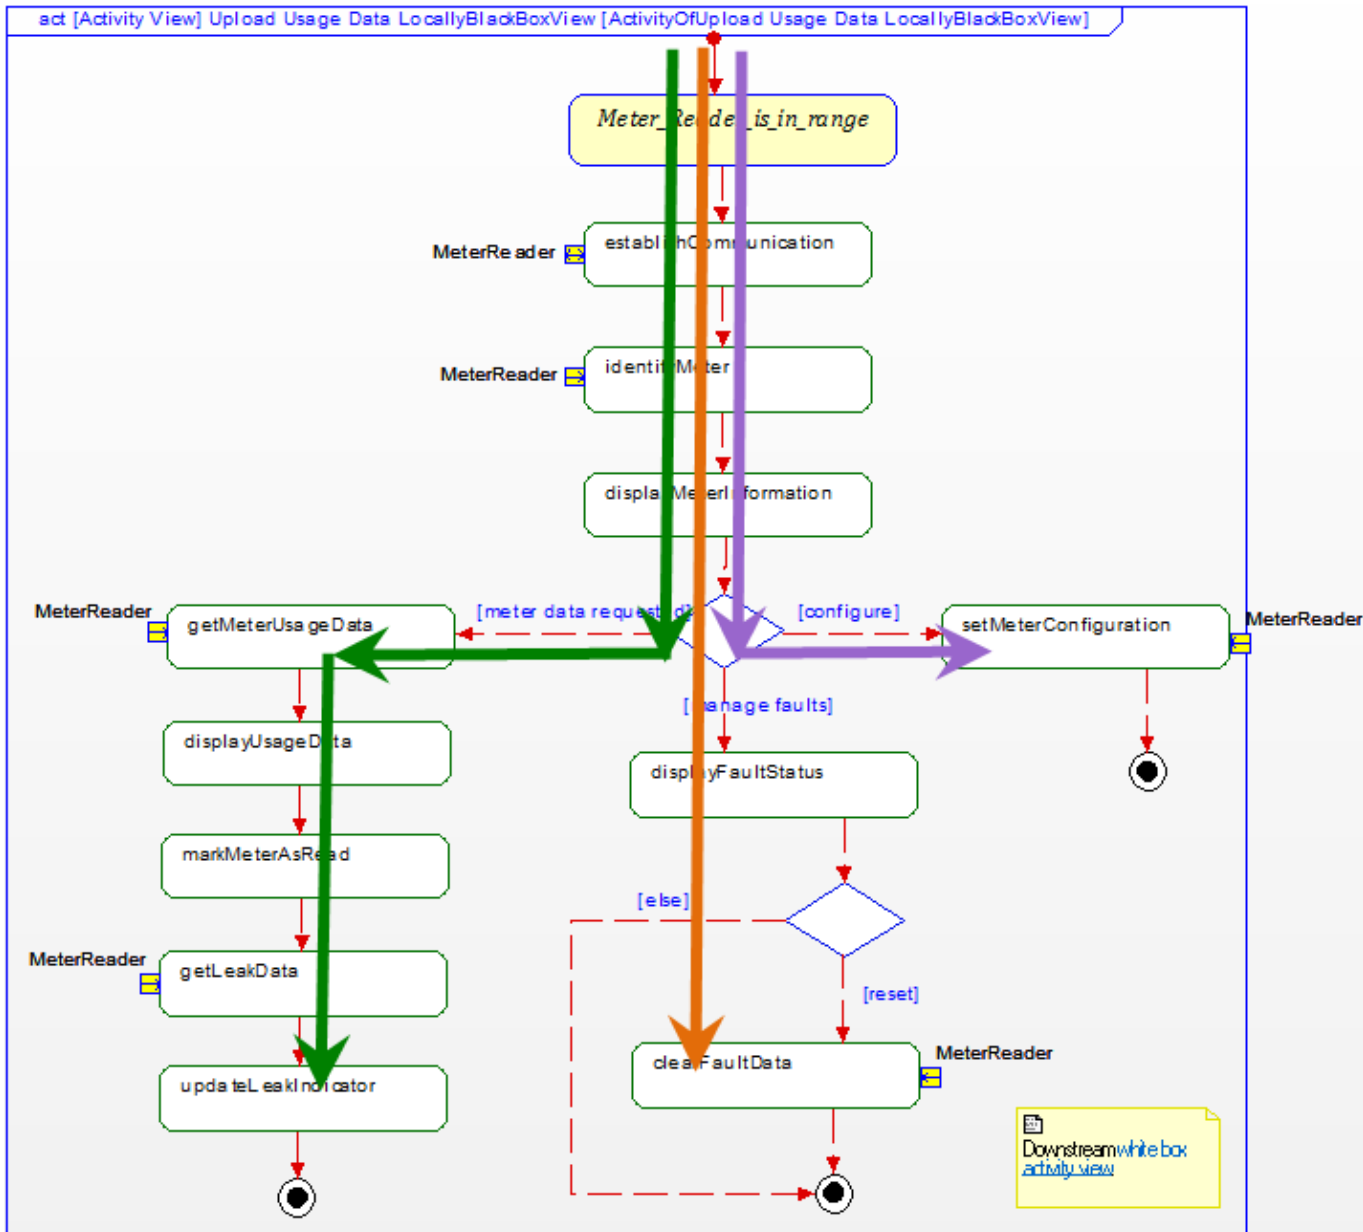 act [Activity View] Upload Usage Data LocallyBlackBoxView [ActivityOfUpload Usage Data LocallyBlackBoxView]
Meter_Reader_is_in_range
establishCommunication
MeterReader
identifyMeter
MeterReader
displayMeterInformation
MeterReader
[meter data requested]
[configure]
MeterReader
getMeterUsageData
setMeterConfiguration
[manage faults]
displayUsageData
displayFaultStatus
markMeterAsRead
[else]
MeterReader
getLeakData
[reset]
MeterReader
clearFaultData
updateLeakIndicator
Downstream white box
activity view